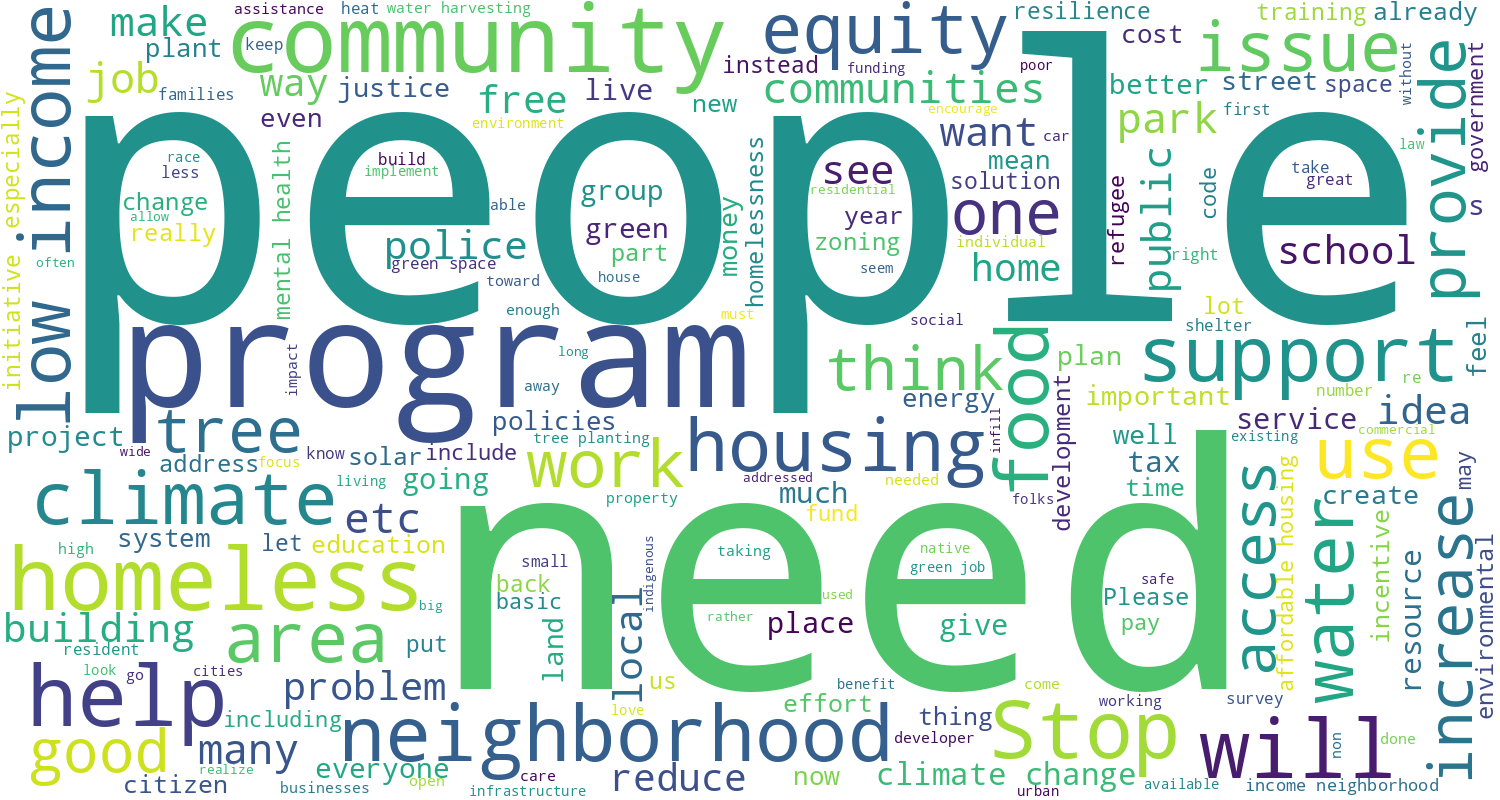 assistance
heat
water harvesting
community
equity
resilience
training
already
make
plant
keep
cost
issue
low income
job
families
way
justice
free
live
instead
funding
poor
communities
better
street
space
without
government
provide
especially
initiative
even
environment
new
encourage
want
car
park
first
law
people
race
less
change
allow
really
often
mental health
build
implement
police
green space
able
group
green
part
house
toward
enough
money
homelessness
must
see
residential
year
zoning
seem
one
mean
solution
individual
home
refugee
public
right
code
take
great
school
s
lot
shelter
social
program
impact
long
away
policies
think
food
plan
support
feel
energy
important
number
re
development
infill
service
idea
project
wide
tree
address
focus
know
solar
include
living
going
tree planting
work
property
housing
addressed
much
fund
needed
folks
well
tax
time
existing
commercial
access
affordable housing
use
create
may
climate
etc
system
let
education
high
homeless
big
small
back
basic
need
taking
used
native
green job
safe
Please
pay
rather
place
give
indigenous
local
land
water
incentive
resource
increase
environmental
building
resident
area
put
look
go
cities
help
problem
us
love
including
benefit
effort
come
working
survey
thing
developer
Stop
will
non
done
good
many
neighborhood
realize
everyone
citizen
businesses
open
care
infrastructure
reduce
now
climate change
urban
available
income neighborhood